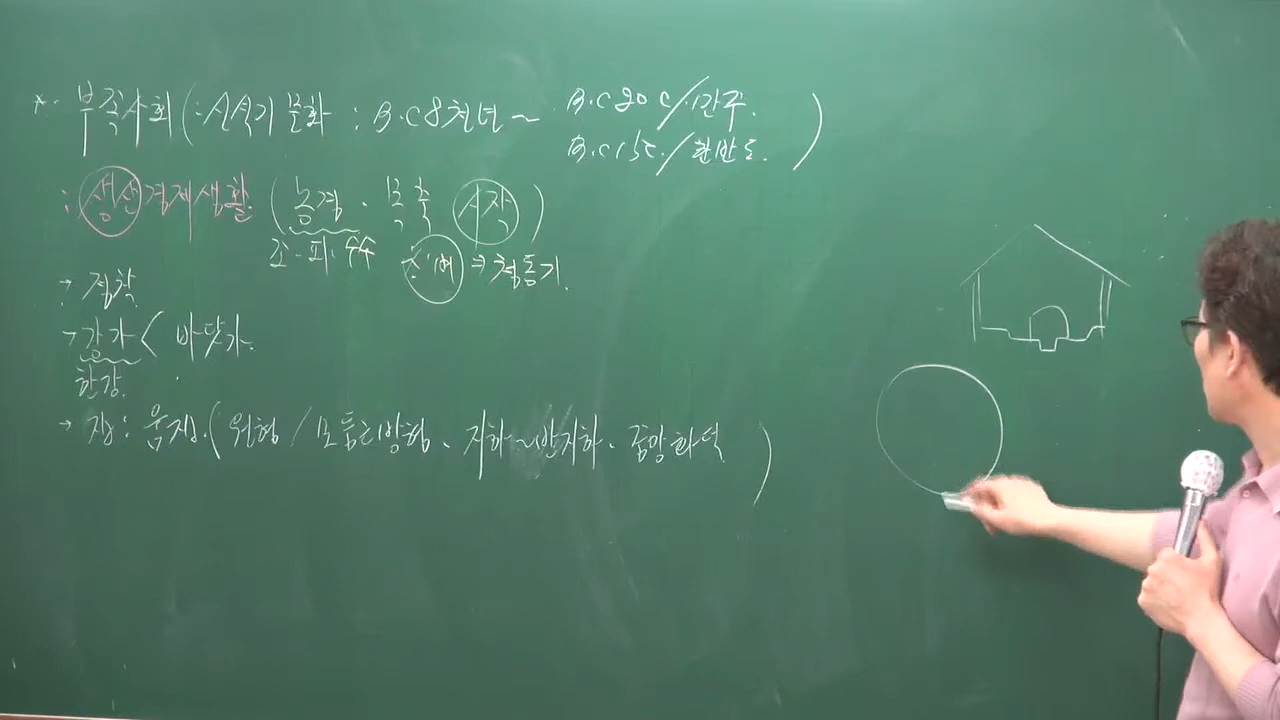 * 부족사회 (: 신석기 문화 : B.C 8천년 ~ B.C 20C / 만주.
B.C 15C / 한반도. )
: 생산경제생활 (농경 · 목축 시작)
조 · 피 · 수수 ⇒ 청동기.
→ 정착
→ 강가 < 바닷가.
한강.
→ 집: 움집. (원형 / 모둥근방형 · 지하~반지하 · 중앙화덕 )